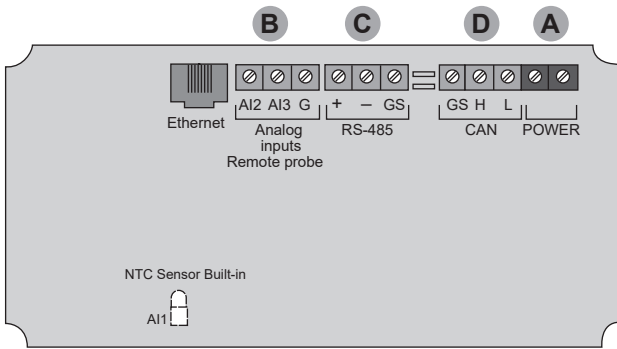 B C D A
AI2 AI3 G + – GS GS H L
Ethernet
Analog
inputs
Remote probe
RS-485
CAN
POWER
NTC Sensor Built-in
AI1